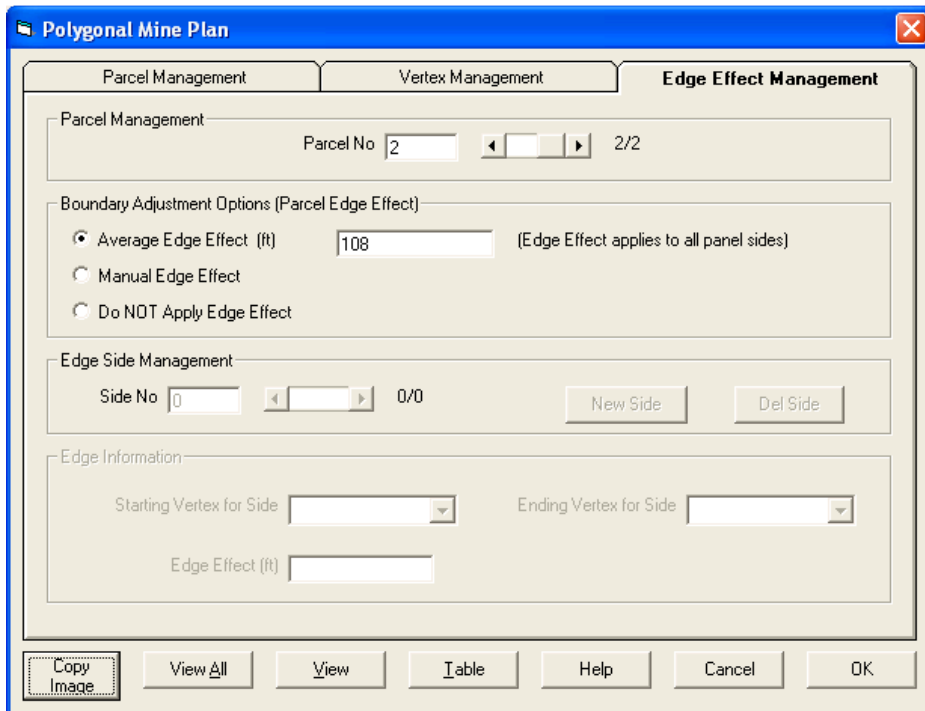 Polygonal Mine Plan
Parcel Management Vertex Management Edge Effect Management
Parcel Management
Parcel No 2 2/2
Boundary Adjustment Options (Parcel Edge Effect)
Average Edge Effect (ft) 108 (Edge Effect applies to all panel sides)
Manual Edge Effect
Do NOT Apply Edge Effect
Edge Side Management
Side No 0 0/0 New Side Del Side
Edge Information
Starting Vertex for Side Ending Vertex for Side
Edge Effect (ft)
Copy Image View All View Table Help Cancel OK